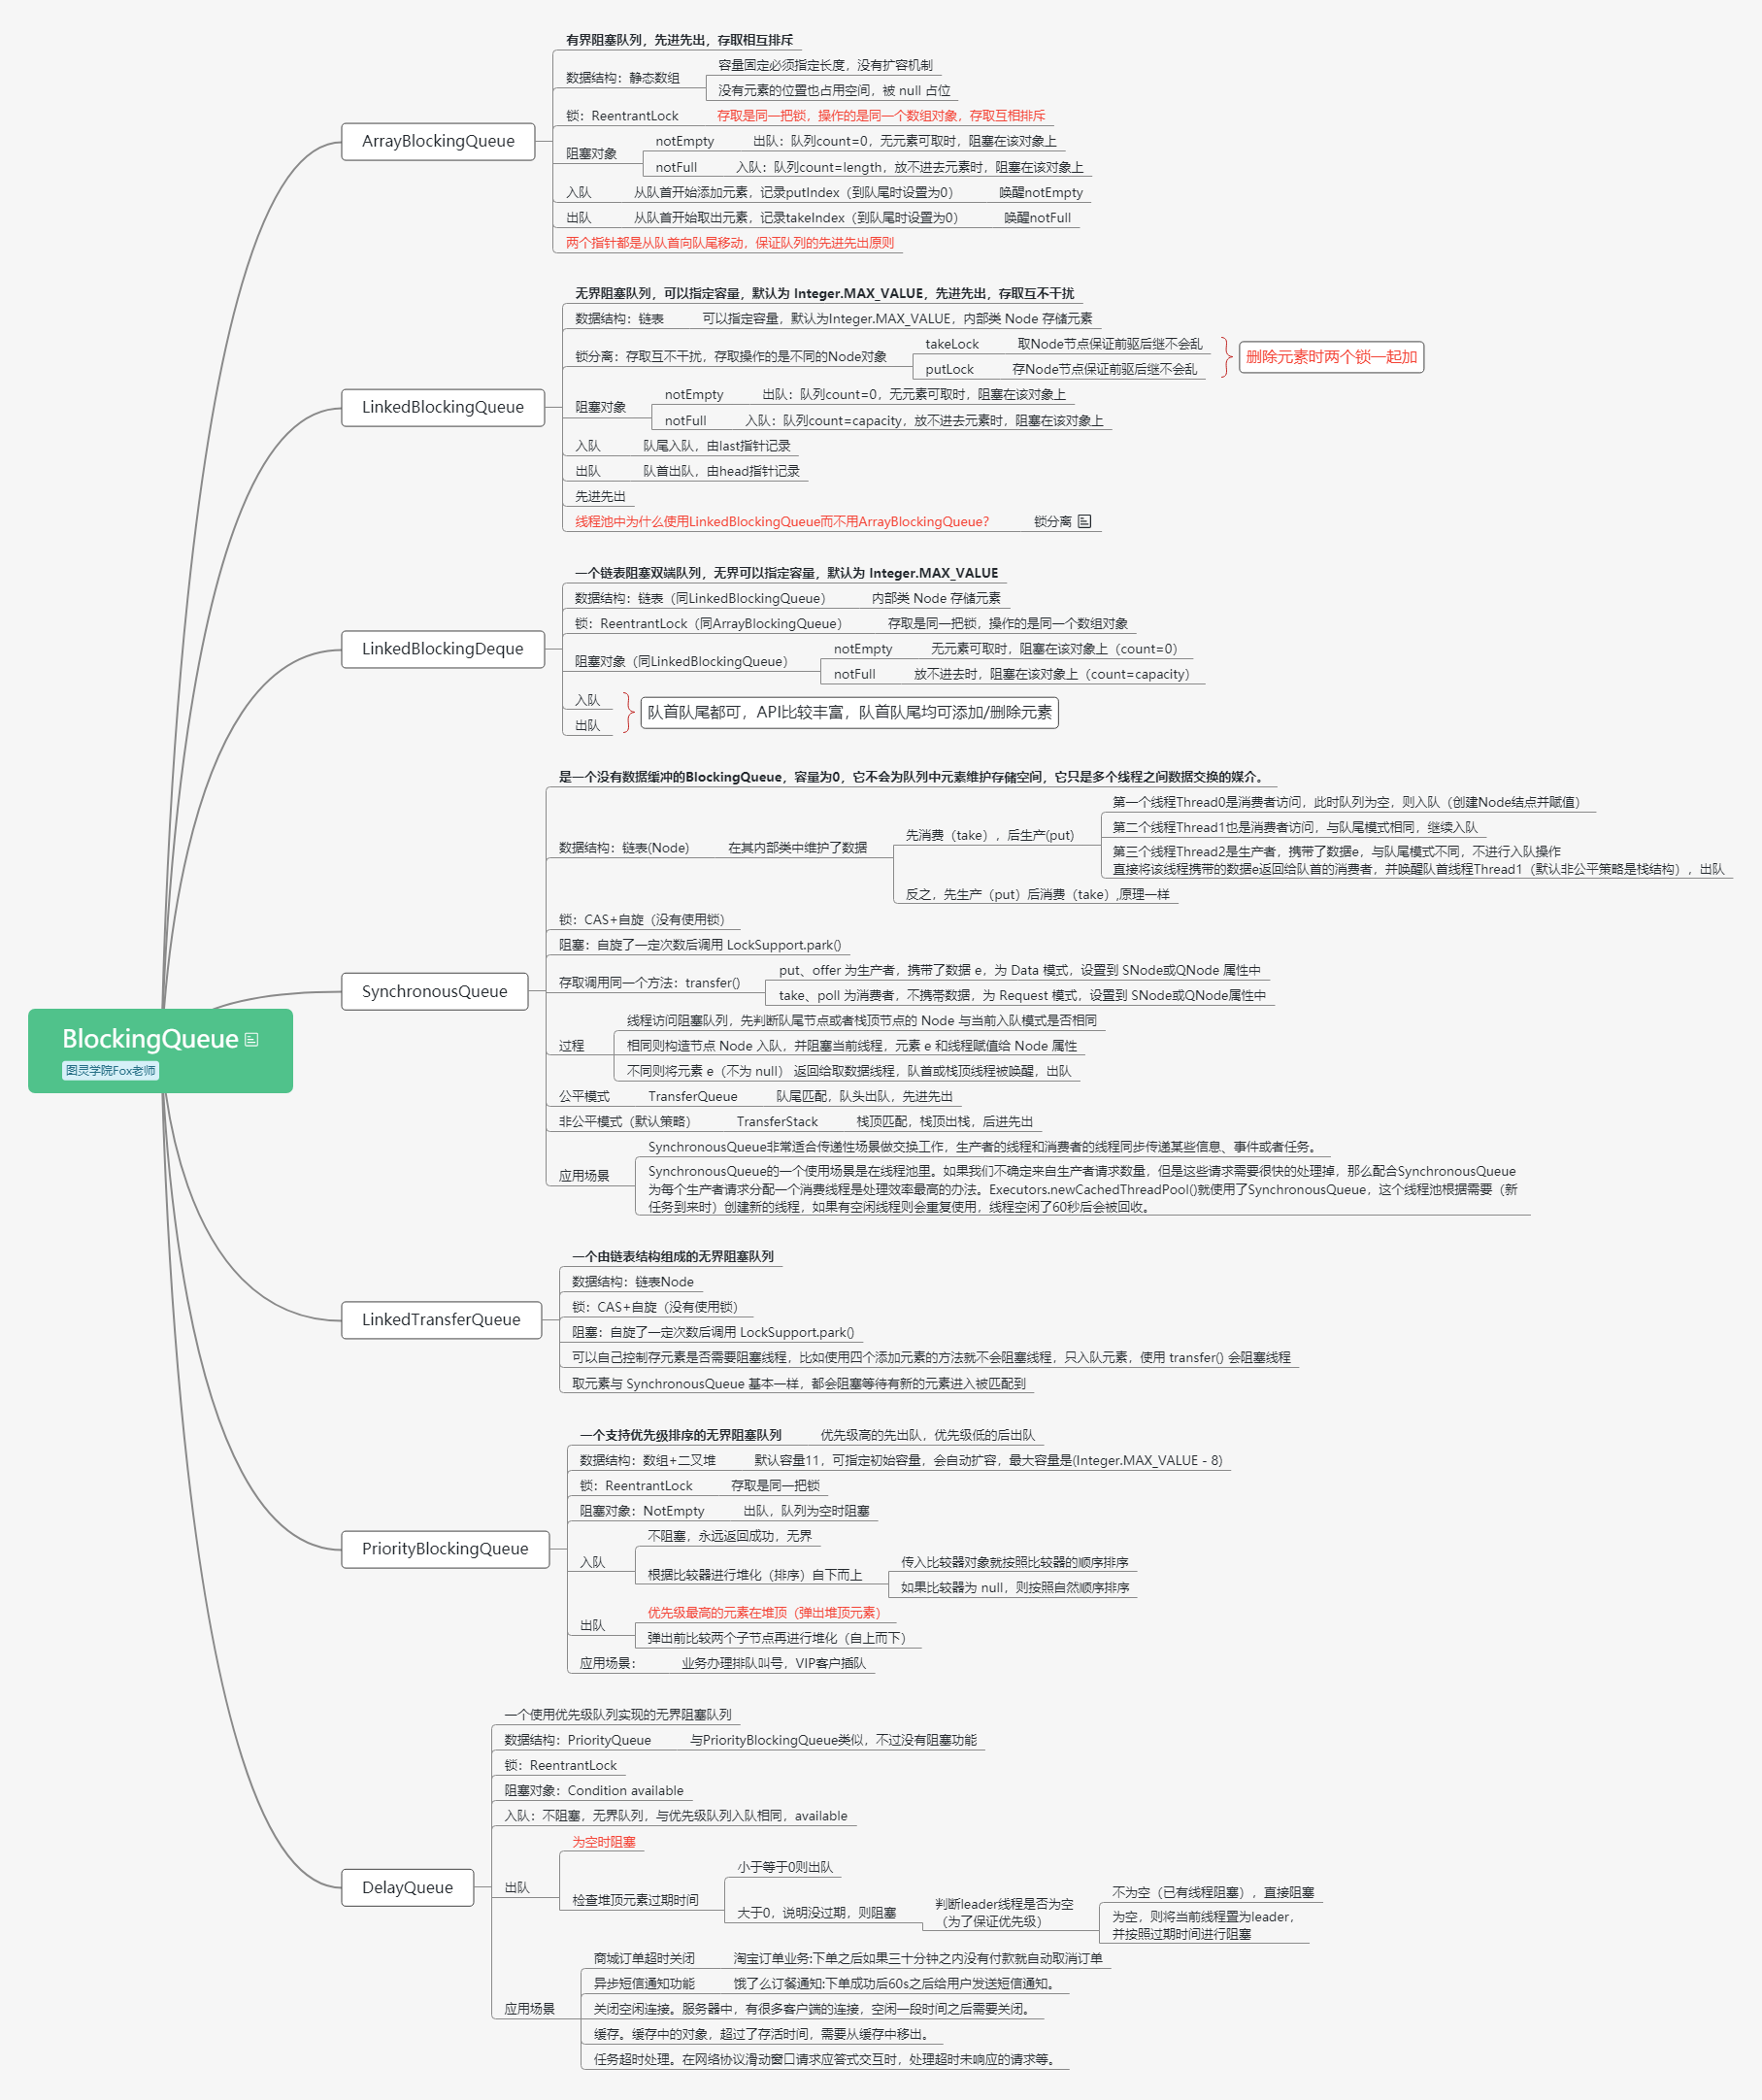 BlockingQueue
图灵学院Fox老师
ArrayBlockingQueue
有界阻塞队列，先进先出，存取相互排斥
数据结构：静态数组
容量固定必须指定长度，没有扩容机制
没有元素的位置也占用空间，被 null 占位
锁：ReentrantLock
存取是同一把锁，操作的是同一个数组对象，存取互相排斥
阻塞对象
notEmpty
出队：队列count=0，无元素可取时，阻塞在该对象上
notFull
入队：队列count=length，放不进去元素时，阻塞在该对象上
入队
从队首开始添加元素，记录putIndex（到队尾时设置为0）
唤醒notEmpty
出队
从队首开始取出元素，记录takeIndex（到队尾时设置为0）
唤醒notFull
两个指针都是从队首向队尾移动，保证队列的先进先出原则
LinkedBlockingQueue
无界阻塞队列，可以指定容量，默认为 Integer.MAX_VALUE，先进先出，存取互不干扰
数据结构：链表
可以指定容量，默认为Integer.MAX_VALUE，内部类 Node 存储元素
锁分离：存取互不干扰，存取操作的是不同的Node对象
takeLock
取Node节点保证前驱后继不会乱
putLock
存Node节点保证前驱后继不会乱
删除元素时两个锁一起加
阻塞对象
notEmpty
出队：队列count=0，无元素可取时，阻塞在该对象上
notFull
入队：队列count=capacity，放不进去元素时，阻塞在该对象上
入队
队尾入队，由last指针记录
出队
队首出队，由head指针记录
先进先出
线程池中为什么使用LinkedBlockingQueue而不用ArrayBlockingQueue?
锁分离
LinkedBlockingDeque
一个链表阻塞双端队列，无界可以指定容量，默认为 Integer.MAX_VALUE
数据结构：链表（同LinkedBlockingQueue）
内部类 Node 存储元素
锁：ReentrantLock（同ArrayBlockingQueue）
存取是同一把锁，操作的是同一个数组对象
阻塞对象（同LinkedBlockingQueue）
notEmpty
无元素可取时，阻塞在该对象上（count=0）
notFull
放不进去时，阻塞在该对象上（count=capacity）
入队
出队
队首队尾都可，API比较丰富，队首队尾均可添加/删除元素
SynchronousQueue
是一个没有数据缓冲的BlockingQueue，容量为0，它不会为队列中元素维护存储空间，它只是多个线程之间数据交换的媒介。
数据结构：链表(Node)
在其内部类中维护了数据
先消费（take），后生产(put)
第一个线程Thread0是消费者访问，此时队列为空，则入队（创建Node结点并赋值）
第二个线程Thread1也是消费者访问，与队尾模式相同，继续入队
第三个线程Thread2是生产者，携带了数据e，与队尾模式不同，不进行入队操作
直接将该线程携带的数据e返回给队首的消费者，并唤醒队首线程Thread1（默认非公平策略是栈结构），出队
反之，先生产（put）后消费（take）,原理一样
锁：CAS+自旋（没有使用锁）
阻塞：自旋了一定次数后调用 LockSupport.park()
存取调用同一个方法：transfer()
put、offer 为生产者，携带了数据 e，为 Data 模式，设置到 SNode或QNode 属性中
take、poll 为消费者，不携带数据，为 Request 模式，设置到 SNode或QNode属性中
过程
线程访问阻塞队列，先判断队尾节点或者栈顶节点的 Node 与当前入队模式是否相同
相同则构造节点 Node 入队，并阻塞当前线程，元素 e 和线程赋值给 Node 属性
不同则将元素 e（不为 null） 返回给取数据线程，队首或栈顶线程被唤醒，出队
公平模式
TransferQueue
队尾匹配，队头出队，先进先出
非公平模式（默认策略）
TransferStack
栈顶匹配，栈顶出栈，后进先出
应用场景
SynchronousQueue非常适合传递性场景做交换工作，生产者的线程和消费者的线程同步传递某些信息、事件或者任务。
SynchronousQueue的一个使用场景是在线程池里。如果我们不确定来自生产者请求数量，但是这些请求需要很快的处理掉，那么配合SynchronousQueue
为每个生产者请求分配一个消费线程是处理效率最高的办法。Executors.newCachedThreadPool()就使用了SynchronousQueue，这个线程池根据需要（新
任务到来时）创建新的线程，如果有空闲线程则会重复使用，线程空闲了60秒后会被回收。
LinkedTransferQueue
一个由链表结构组成的无界阻塞队列
数据结构：链表Node
锁：CAS+自旋（没有使用锁）
阻塞：自旋了一定次数后调用 LockSupport.park()
可以自己控制存元素是否需要阻塞线程，比如使用四个添加元素的方法就不会阻塞线程，只入队元素，使用 transfer() 会阻塞线程
取元素与 SynchronousQueue 基本一样，都会阻塞等待有新的元素进入被匹配到
PriorityBlockingQueue
一个支持优先级排序的无界阻塞队列
优先级高的先出队，优先级低的后出队
数据结构：数组+二叉堆
默认容量11，可指定初始容量，会自动扩容，最大容量是(Integer.MAX_VALUE - 8)
锁：ReentrantLock
存取是同一把锁
阻塞对象：NotEmpty
出队，队列为空时阻塞
入队
不阻塞，永远返回成功，无界
根据比较器进行堆化（排序）自下而上
传入比较器对象就按照比较器的顺序排序
如果比较器为 null，则按照自然顺序排序
出队
优先级最高的元素在堆顶（弹出堆顶元素）
弹出前比较两个子节点再进行堆化（自上而下）
应用场景：
业务办理排队叫号，VIP客户插队
DelayQueue
一个使用优先级队列实现的无界阻塞队列
数据结构：PriorityQueue
与PriorityBlockingQueue类似，不过没有阻塞功能
锁：ReentrantLock
阻塞对象：Condition available
入队：不阻塞，无界队列，与优先级队列入队相同，available
出队
为空时阻塞
检查堆顶元素过期时间
小于等于0则出队
大于0，说明没过期，则阻塞
判断leader线程是否为空
（为了保证优先级）
不为空（已有线程阻塞），直接阻塞
为空，则将当前线程置为leader，
并按照过期时间进行阻塞
应用场景
商城订单超时关闭
淘宝订单业务:下单之后如果三十分钟之内没有付款就自动取消订单
异步短信通知功能
饿了么订餐通知:下单成功后60s之后给用户发送短信通知。
关闭空闲连接。服务器中，有很多客户端的连接，空闲一段时间之后需要关闭。
缓存。缓存中的对象，超过了存活时间，需要从缓存中移出。
任务超时处理。在网络协议滑动窗口请求应答式交互时，处理超时未响应的请求等。